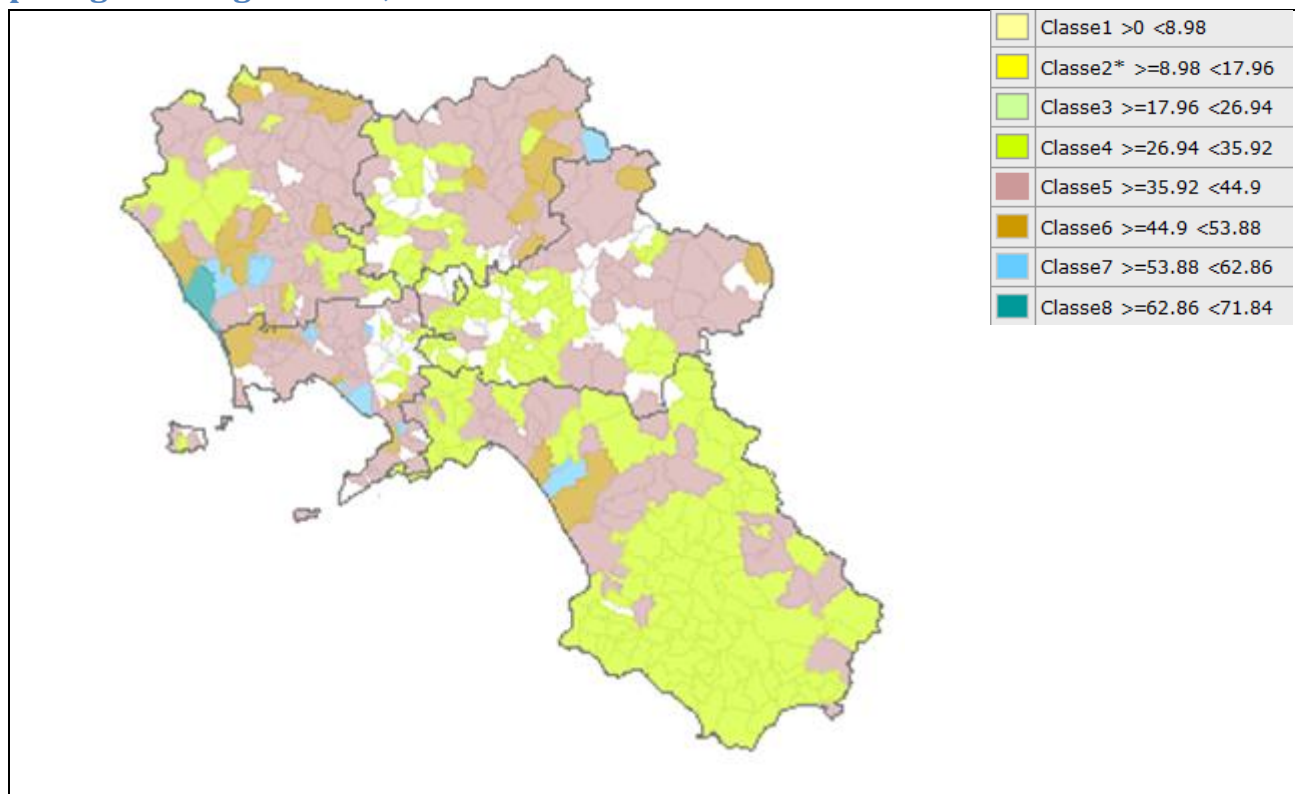 Classe1 >0 <8.98
Classe2* >=8.98 <17.96
Classe3 >=17.96 <26.94
Classe4 >=26.94 <35.92
Classe5 >=35.92 <44.9
Classe6 >=44.9 <53.88
Classe7 >=53.88 <62.86
Classe8 >=62.86 <71.84